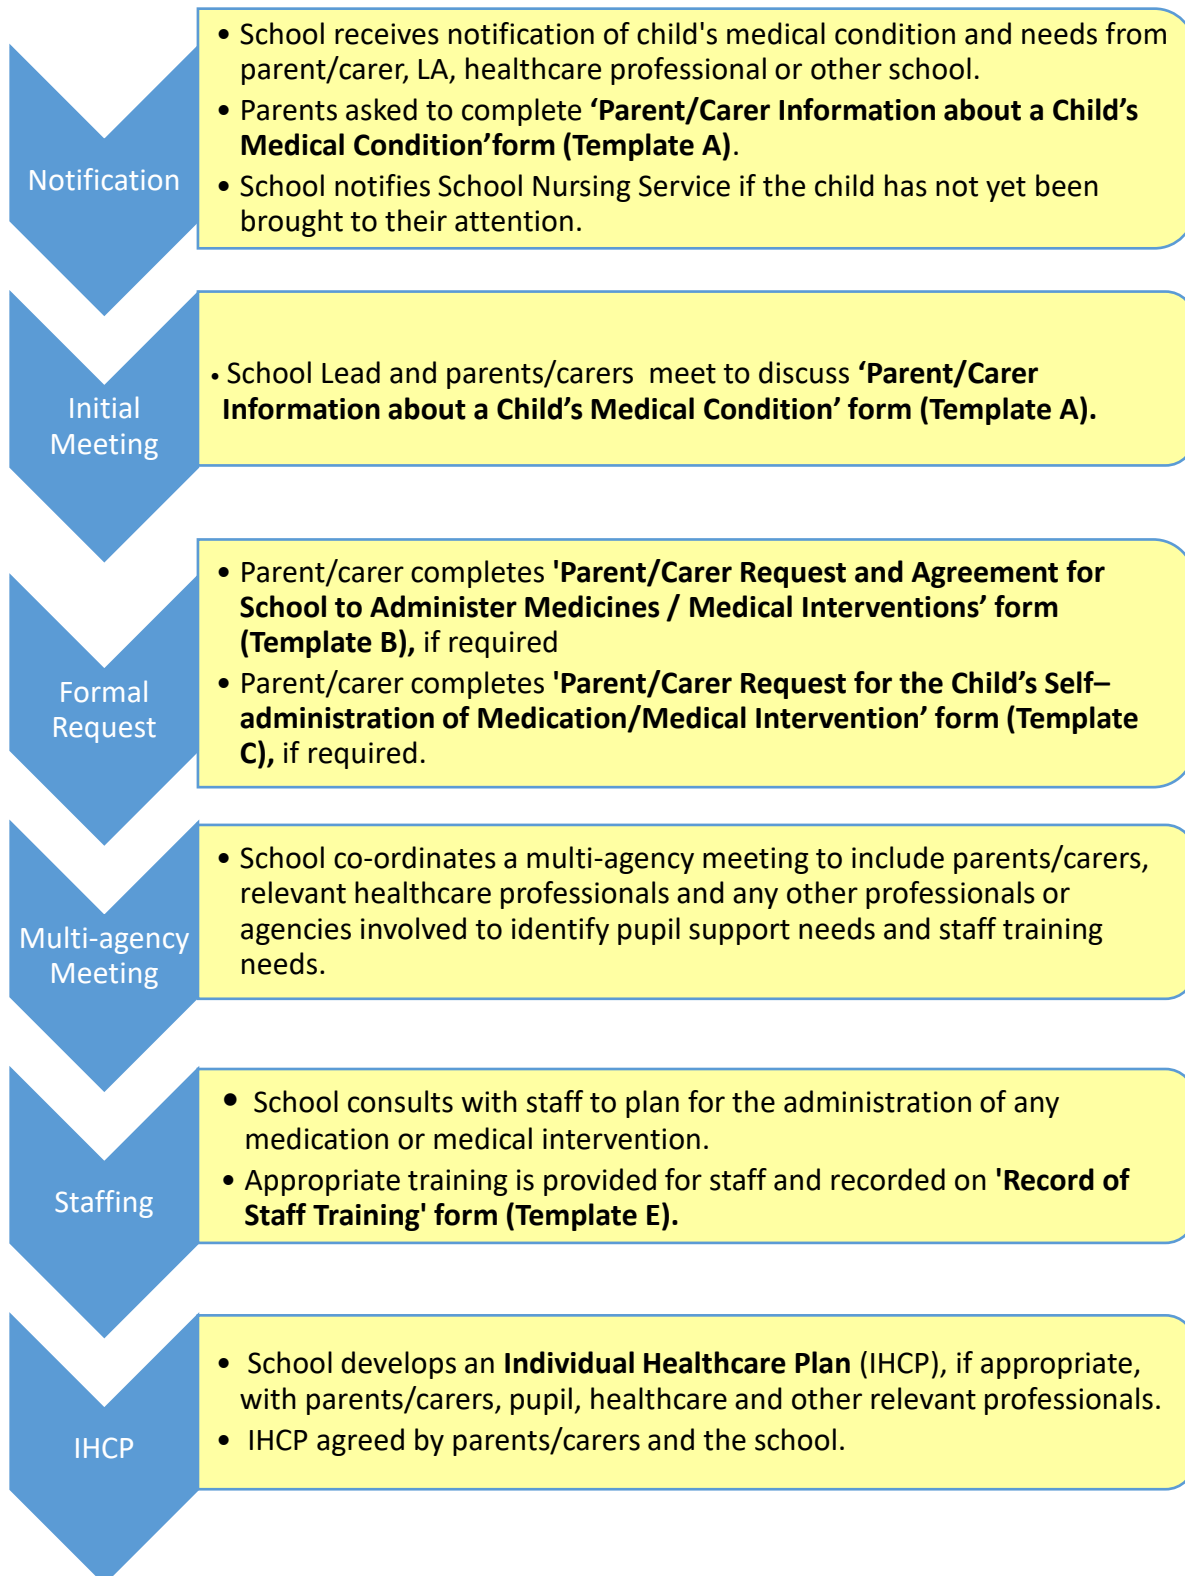 Notification
• School receives notification of child's medical condition and needs from
parent/carer, LA, healthcare professional or other school.
• Parents asked to complete ‘Parent/Carer Information about a Child’s
Medical Condition’form (Template A).
• School notifies School Nursing Service if the child has not yet been
brought to their attention.
Initial
Meeting
• School Lead and parents/carers  meet to discuss ‘Parent/Carer
Information about a Child’s Medical Condition’ form (Template A).
Formal
Request
• Parent/carer completes 'Parent/Carer Request and Agreement for
School to Administer Medicines / Medical Interventions’ form
(Template B), if required
• Parent/carer completes 'Parent/Carer Request for the Child’s Self–
administration of Medication/Medical Intervention’ form (Template
C), if required.
Multi-agency
Meeting
• School co-ordinates a multi-agency meeting to include parents/carers,
relevant healthcare professionals and any other professionals or
agencies involved to identify pupil support needs and staff training
needs.
Staffing
• School consults with staff to plan for the administration of any
medication or medical intervention.
• Appropriate training is provided for staff and recorded on 'Record of
Staff Training' form (Template E).
IHCP
• School develops an Individual Healthcare Plan (IHCP), if appropriate,
with parents/carers, pupil, healthcare and other relevant professionals.
• IHCP agreed by parents/carers and the school.